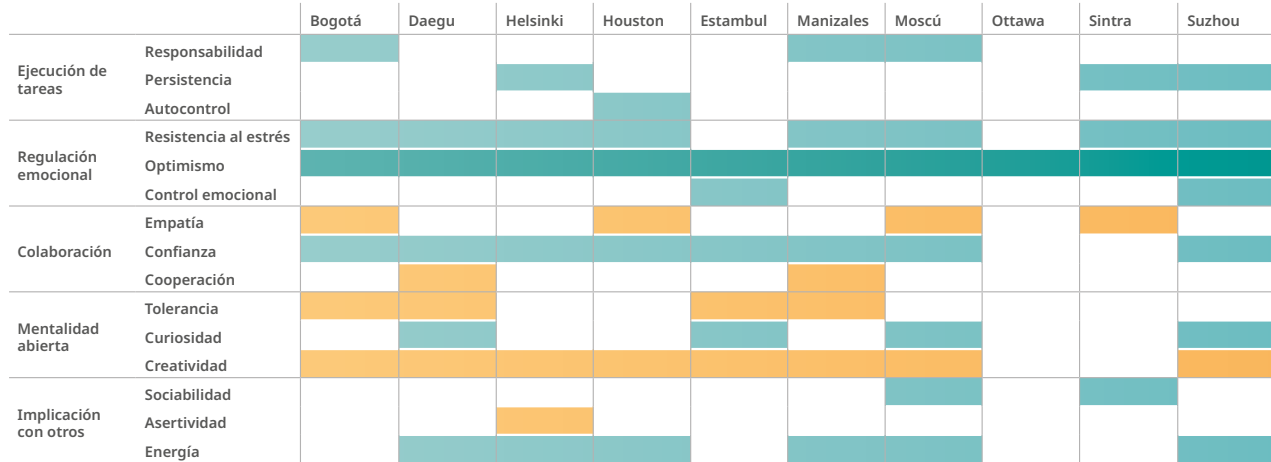 Bogotá Daegu Helsinki Houston Estambul Manizales Moscú Ottawa Sintra Suzhou
Ejecución de
tareas
Responsabilidad
Persistencia
Autocontrol
Regulación
emocional
Resistencia al estrés
Optimismo
Control emocional
Colaboración
Empatía
Confianza
Cooperación
Mentalidad
abierta
Tolerancia
Curiosidad
Creatividad
Implicación
con otros
Sociabilidad
Asertividad
Energía